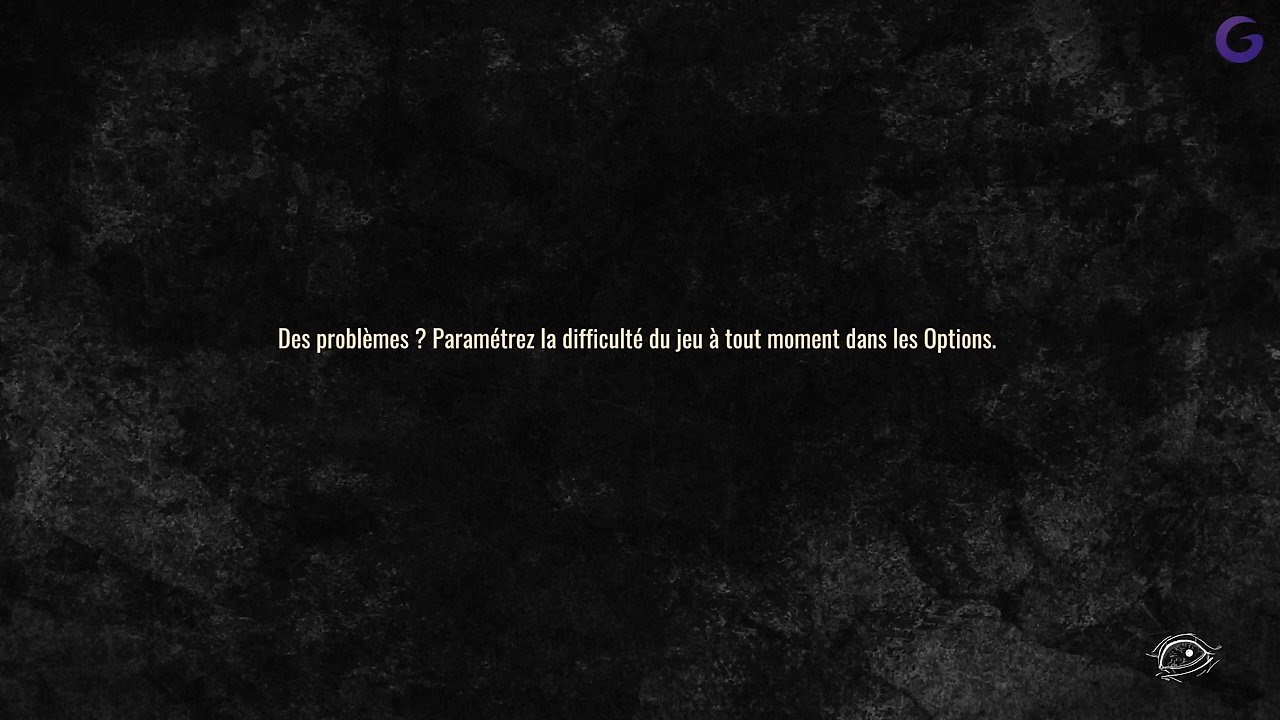 Des problèmes ? Paramétrez la difficulté du jeu à tout moment dans les Options.